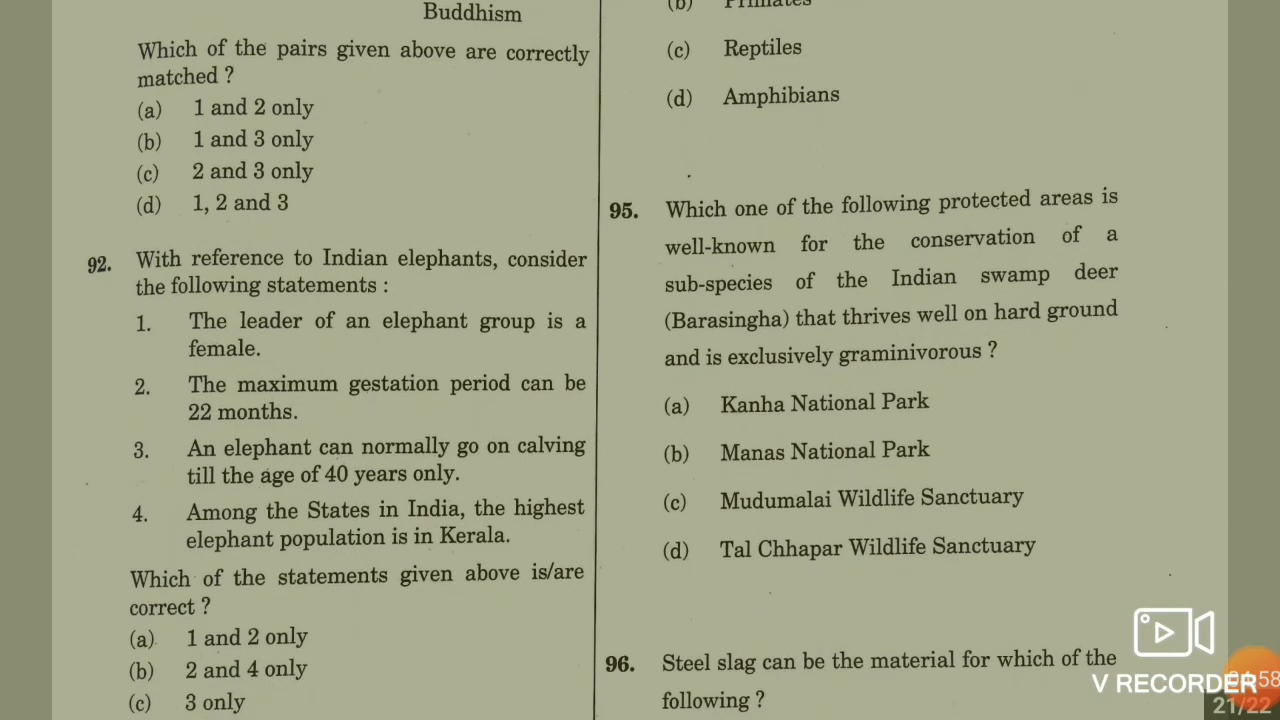 Buddhism
Which of the pairs given above are correctly
matched ?
(a) 1 and 2 only
(b) 1 and 3 only
(c) 2 and 3 only
(d) 1, 2 and 3
92. With reference to Indian elephants, consider
the following statements :
1. The leader of an elephant group is a
female.
2. The maximum gestation period can be
22 months.
3. An elephant can normally go on calving
till the age of 40 years only.
4. Among the States in India, the highest
elephant population is in Kerala.
Which of the statements given above is/are
correct ?
(a) 1 and 2 only
(b) 2 and 4 only
(c) 3 only
(b) Primates
(c) Reptiles
(d) Amphibians
95. Which one of the following protected areas is
well-known for the conservation of a
sub-species of the Indian swamp deer
(Barasingha) that thrives well on hard ground
and is exclusively graminivorous ?
(a) Kanha National Park
(b) Manas National Park
(c) Mudumalai Wildlife Sanctuary
(d) Tal Chhapar Wildlife Sanctuary
96. Steel slag can be the material for which of the
following ?
V RECORDER
21/22